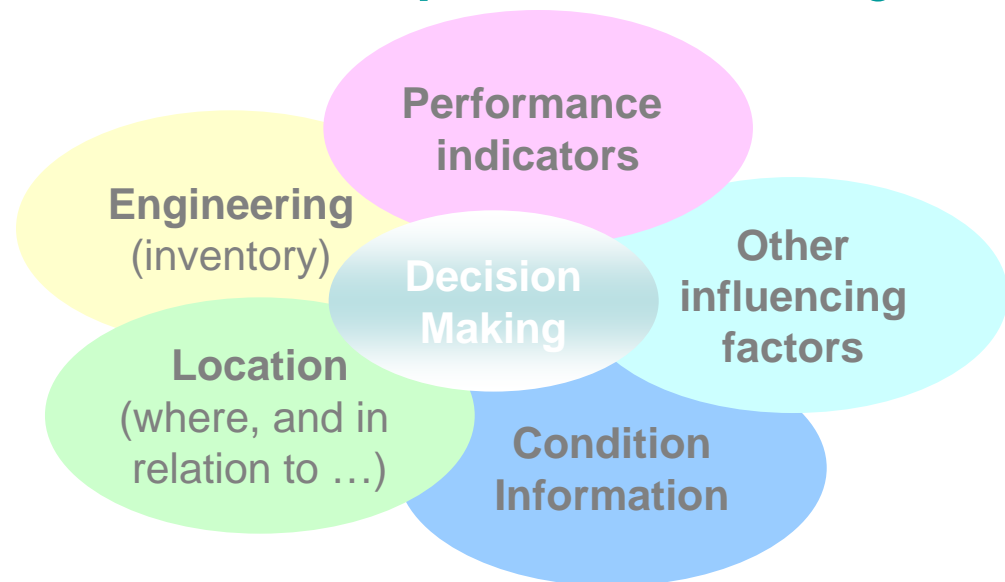 Performance
indicators
Engineering
(inventory)
Other
influencing
factors
Decision
Making
Location
(where, and in
relation to …)
Condition
Information